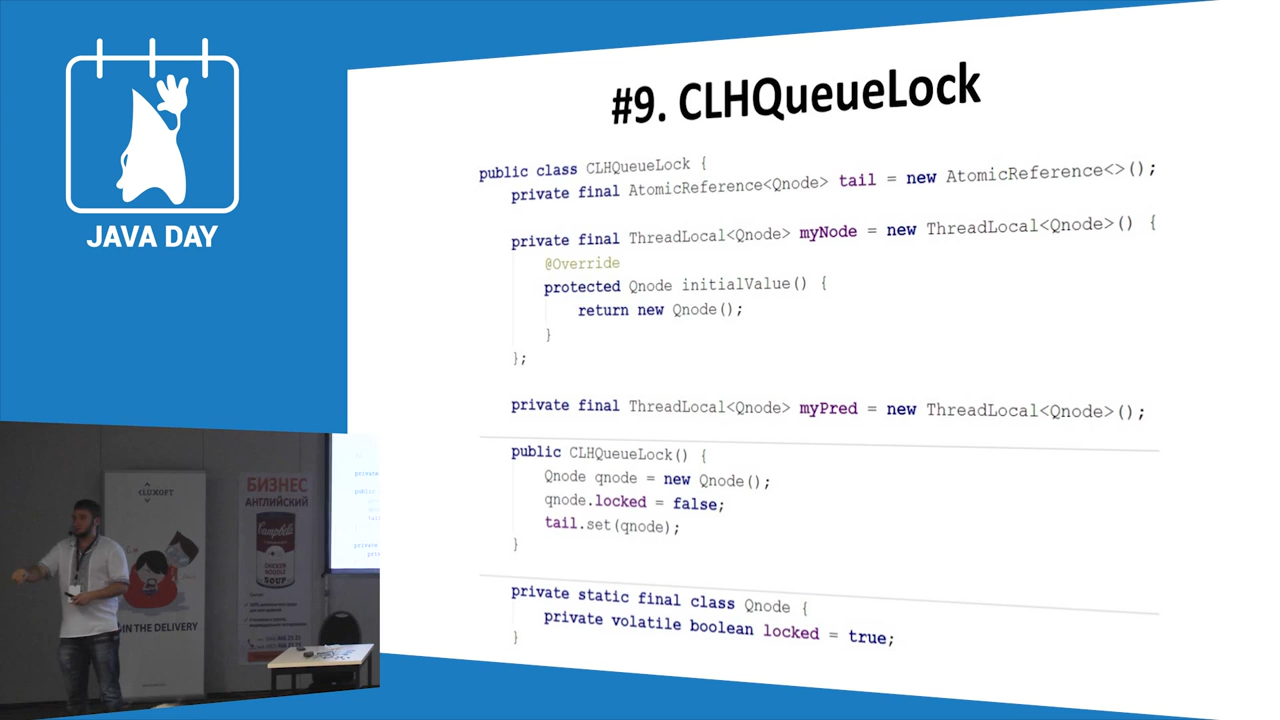 JAVA DAY
#9. CLHQueueLock
public class CLHQueueLock {
private final AtomicReference<Qnode> tail = new AtomicReference<>();
private final ThreadLocal<Qnode> myNode = new ThreadLocal<Qnode>() {
@Override
protected Qnode initialValue() {
return new Qnode();
}
};
private final ThreadLocal<Qnode> myPred = new ThreadLocal<Qnode>();
public CLHQueueLock() {
Qnode qnode = new Qnode();
qnode.locked = false;
tail.set(qnode);
}
private static final class Qnode {
private volatile boolean locked = true;
}
LUXOFT
IN THE DELIVERY
БИЗНЕС
АНГЛИЙСКИЙ
Campbell's
CHICKEN
NOODLE
SOUP